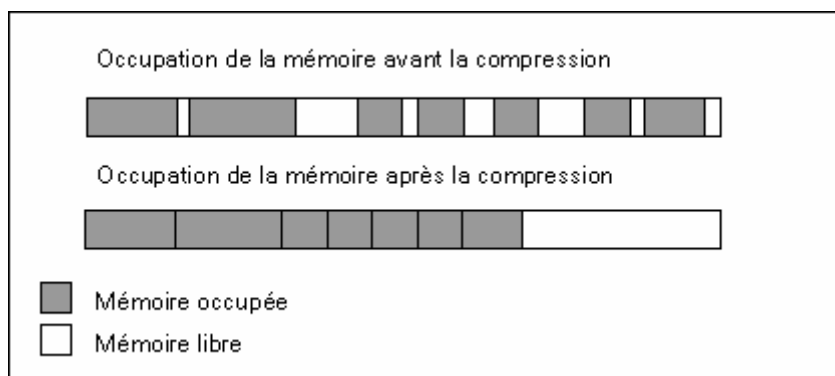 Occupation de la mémoire avant la compression
Occupation de la mémoire après la compression
Mémoire occupée
Mémoire libre